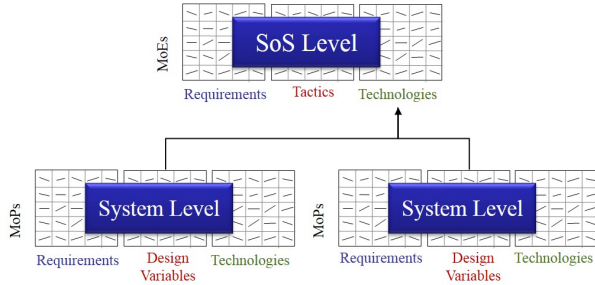 MoEs
SoS Level
Requirements
Tactics
Technologies
MoPs
System Level
Requirements
Design
Variables
Technologies
MoPs
System Level
Requirements
Design
Variables
Technologies